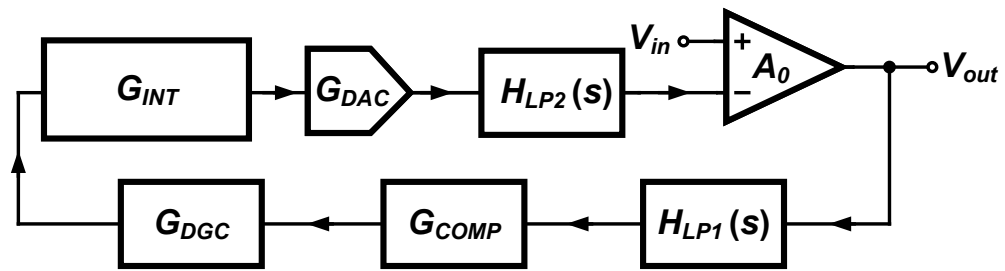 V_in
+
−
A_0
V_out
G_INT
G_DAC
H_LP2(s)
G_DGC
G_COMP
H_LP1(s)